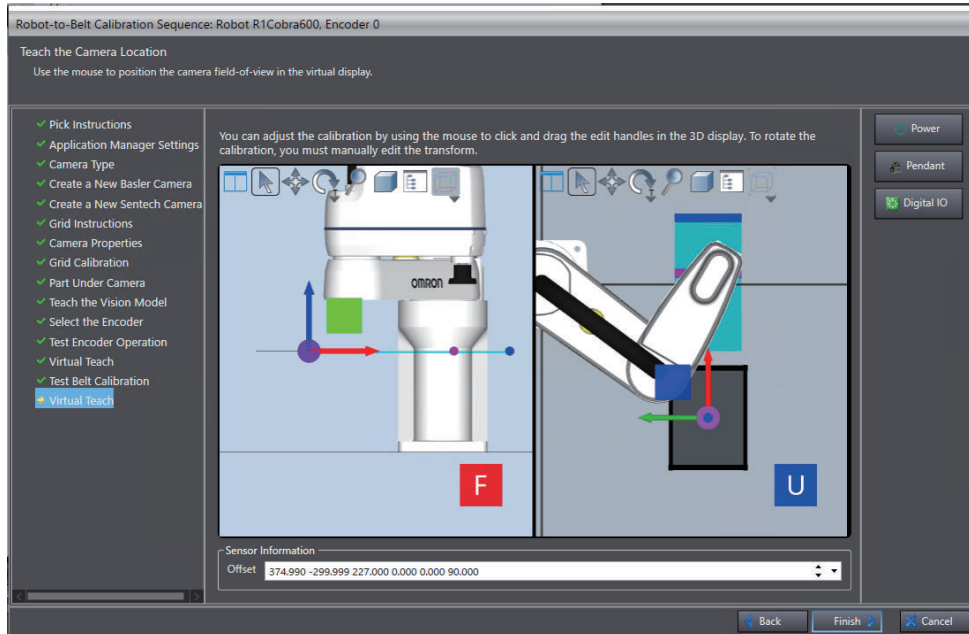 Robot-to-Belt Calibration Sequence: Robot R1Cobra600, Encoder 0
Teach the Camera Location
Use the mouse to position the camera field-of-view in the virtual display.
Pick Instructions
Application Manager Settings
Camera Type
Create a New Basler Camera
Create a New Sentech Camera
Grid Instructions
Camera Properties
Grid Calibration
Part Under Camera
Teach the Vision Model
Select the Encoder
Test Encoder Operation
Virtual Teach
Test Belt Calibration
Virtual Teach
You can adjust the calibration by using the mouse to click and drag the edit handles in the 3D display. To rotate the
calibration, you must manually edit the transform.
OMRON
F
U
Sensor Information
Offset 374.990 -299.999 227.000 0.000 0.000 90.000
Power
Pendant
Digital IO
Back
Finish
Cancel